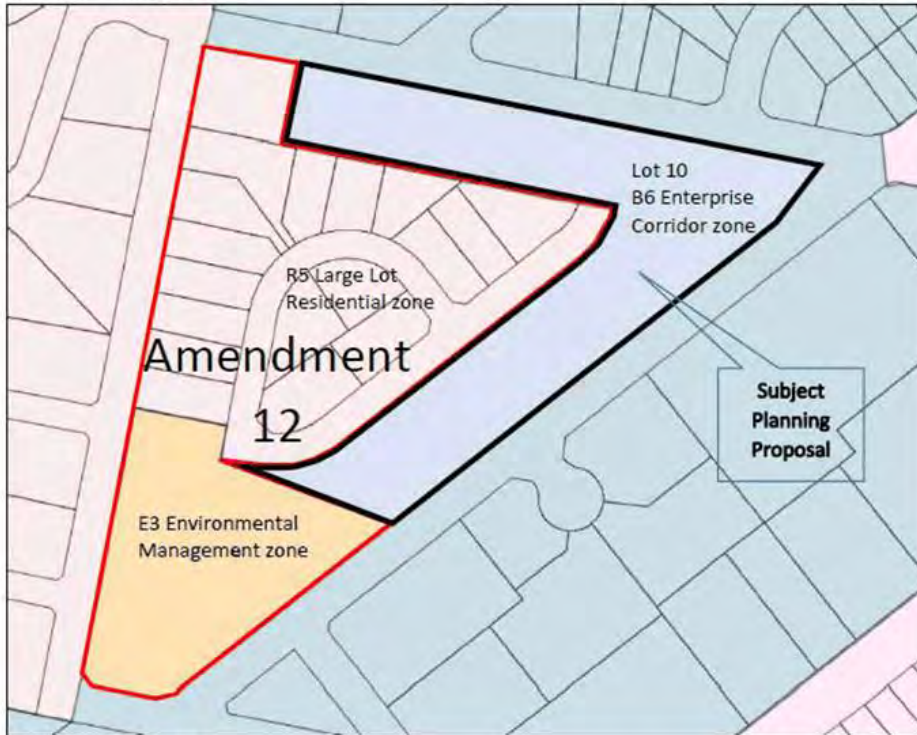 Lot 10
B6 Enterprise
Corridor zone
R5 Large Lot
Residential zone
Amendment
12
Subject
Planning
Proposal
E3 Environmental
Management zone